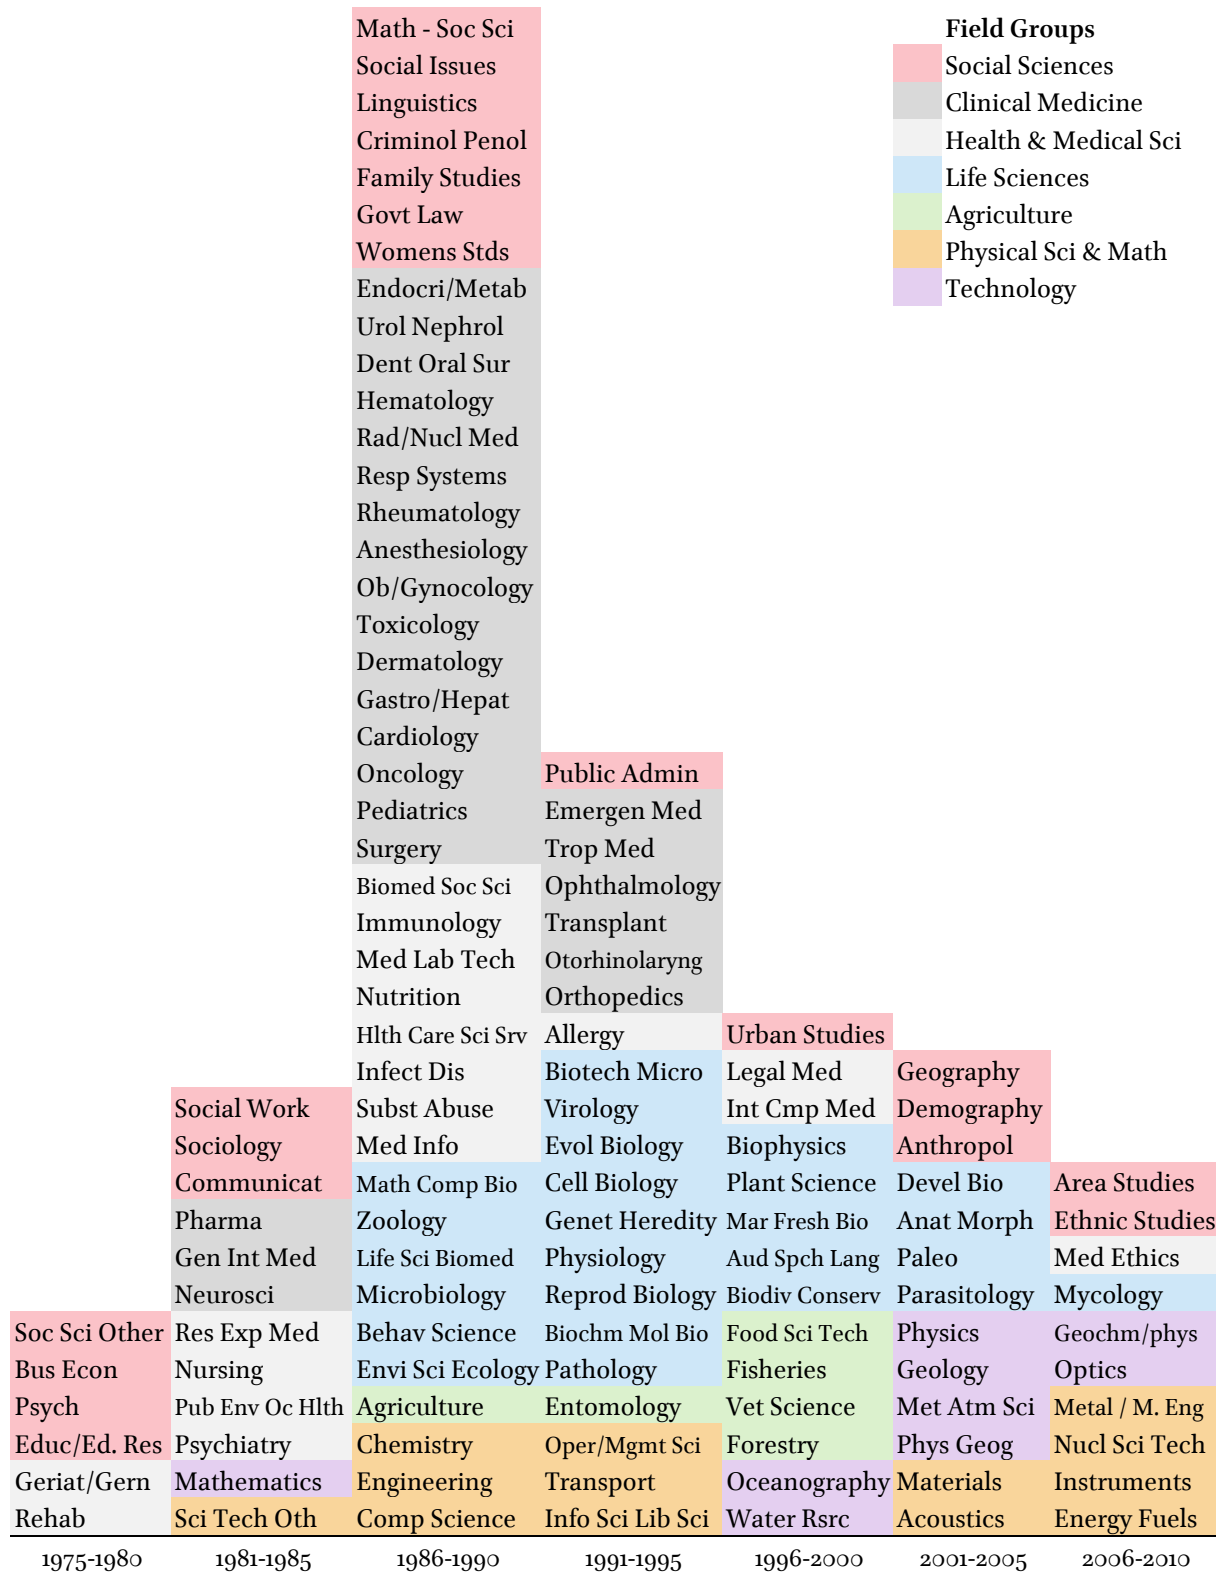 Math - Soc Sci
Social Issues
Linguistics
Criminol Penol
Family Studies
Govt Law
Womens Stds
Endocri/Metab
Urol Nephrol
Dent Oral Sur
Hematology
Rad/Nucl Med
Resp Systems
Rheumatology
Anesthesiology
Ob/Gynocology
Toxicology
Dermatology
Gastro/Hepat
Cardiology
Field Groups
Social Sciences
Clinical Medicine
Health & Medical Sci
Life Sciences
Agriculture
Physical Sci & Math
Technology
Oncology Public Admin
Pediatrics Emergen Med
Surgery Trop Med
Biomed Soc Sci Ophthalmology
Immunology Transplant
Med Lab Tech Otorhinolaryng
Nutrition Orthopedics
Hlth Care Sci Srv Allergy Urban Studies
Infect Dis Biotech Micro Legal Med Geography
Social Work Subst Abuse Virology Int Cmp Med Demography
Sociology Med Info Evol Biology Biophysics Anthropol
Communicat Math Comp Bio Cell Biology Plant Science Devel Bio Area Studies
Pharma Zoology Genet Heredity Mar Fresh Bio Anat Morph Ethnic Studies
Gen Int Med Life Sci Biomed Physiology Aud Spch Lang Paleo Med Ethics
Neurosci Microbiology Reprod Biology Biodiv Conserv Parasitology Mycology
Soc Sci Other Res Exp Med Behav Science Biochm Mol Bio Food Sci Tech Physics Geochm/phys
Bus Econ Nursing Envi Sci Ecology Pathology Fisheries Geology Optics
Psych Pub Env Oc Hlth Agriculture Entomology Vet Science Met Atm Sci Metal / M. Eng
Educ/Ed. Res Psychiatry Chemistry Oper/Mgmt Sci Forestry Phys Geog Nucl Sci Tech
Geriat/Gern Mathematics Engineering Transport Oceanography Materials Instruments
Rehab Sci Tech Oth Comp Science Info Sci Lib Sci Water Rsrc Acoustics Energy Fuels
1975-1980 1981-1985 1986-1990 1991-1995 1996-2000 2001-2005 2006-2010